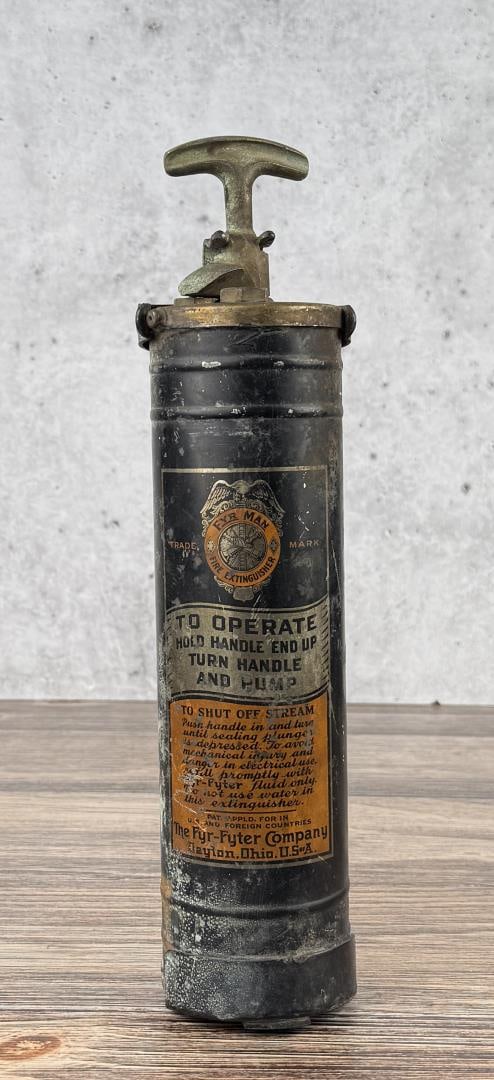 FYR MAN
TRADE MARK
FIRE EXTINGUISHER
TO OPERATE
HOLD HANDLE END UP
TURN HANDLE
AND PUMP
TO SHUT OFF STREAM
Push handle in and turn
until sealing plunger
is depressed. To avoid
mechanical injury and
danger in electrical use,
refill promptly with
Fyr-Fyter fluid only.
Do not use water in
this extinguisher.
PAT. APPLD. FOR IN
U.S. AND FOREIGN COUNTRIES
The Fyr-Fyter Company
Dayton, Ohio. U.S.A